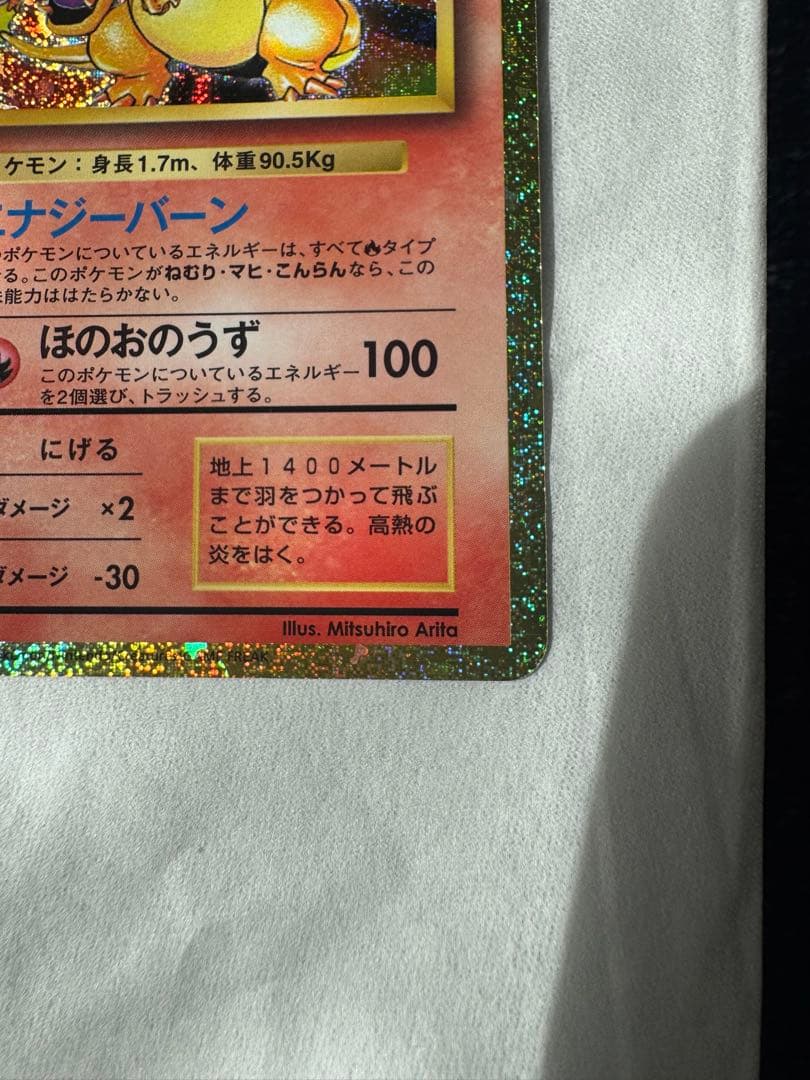 ケモン：身長1.7m、体重90.5Kg
エナジーバーン
ポケモンについているエネルギーは、すべてタイプ
る。このポケモンがねむり・マヒ・こんらんなら、この
能力ははたらかない。
ほのおのうず 100
このポケモンについているエネルギー
を2個選び、トラッシュする。
にげる
ダメージ ×2
ダメージ -30
地上1400メートル
まで羽をつかって飛ぶ
ことができる。高熱の
炎をはく。
Illus. Mitsuhiro Arita
GAME FREAK